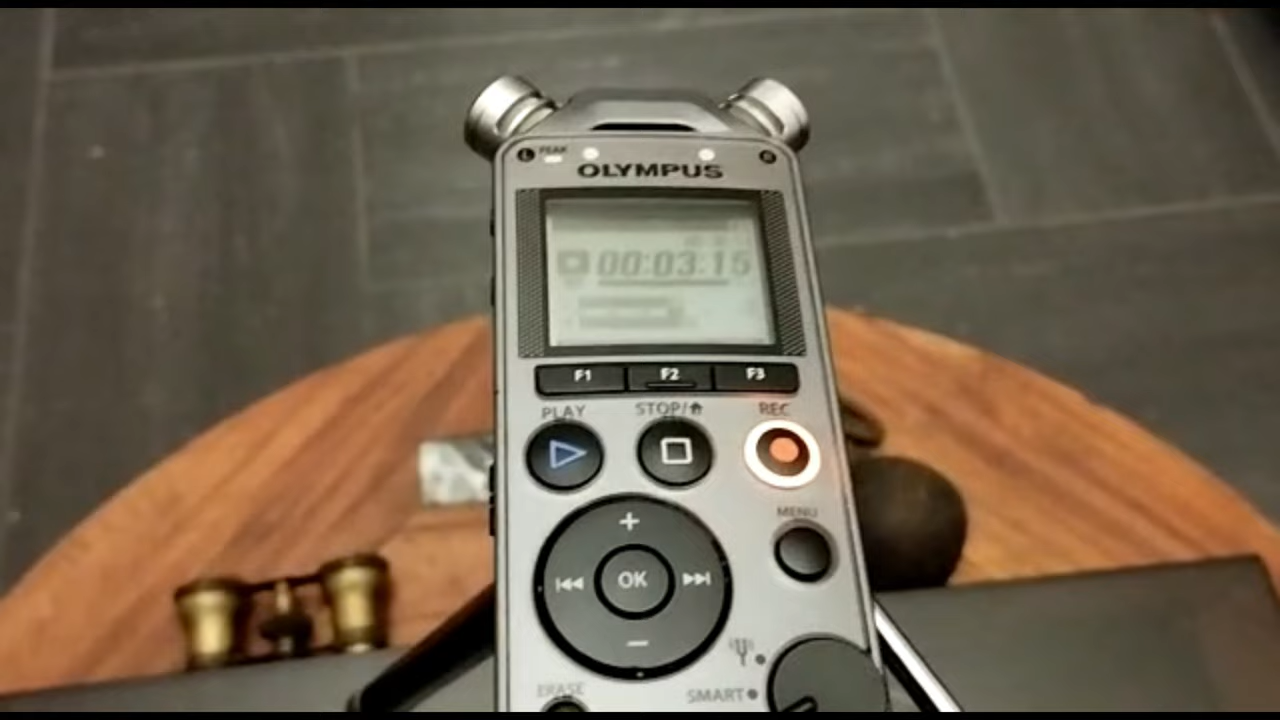 L PEAK R
OLYMPUS
00:03:15
F1 F2 F3
PLAY STOP/ REC
MENU
+
OK
−
SMART
ERASE